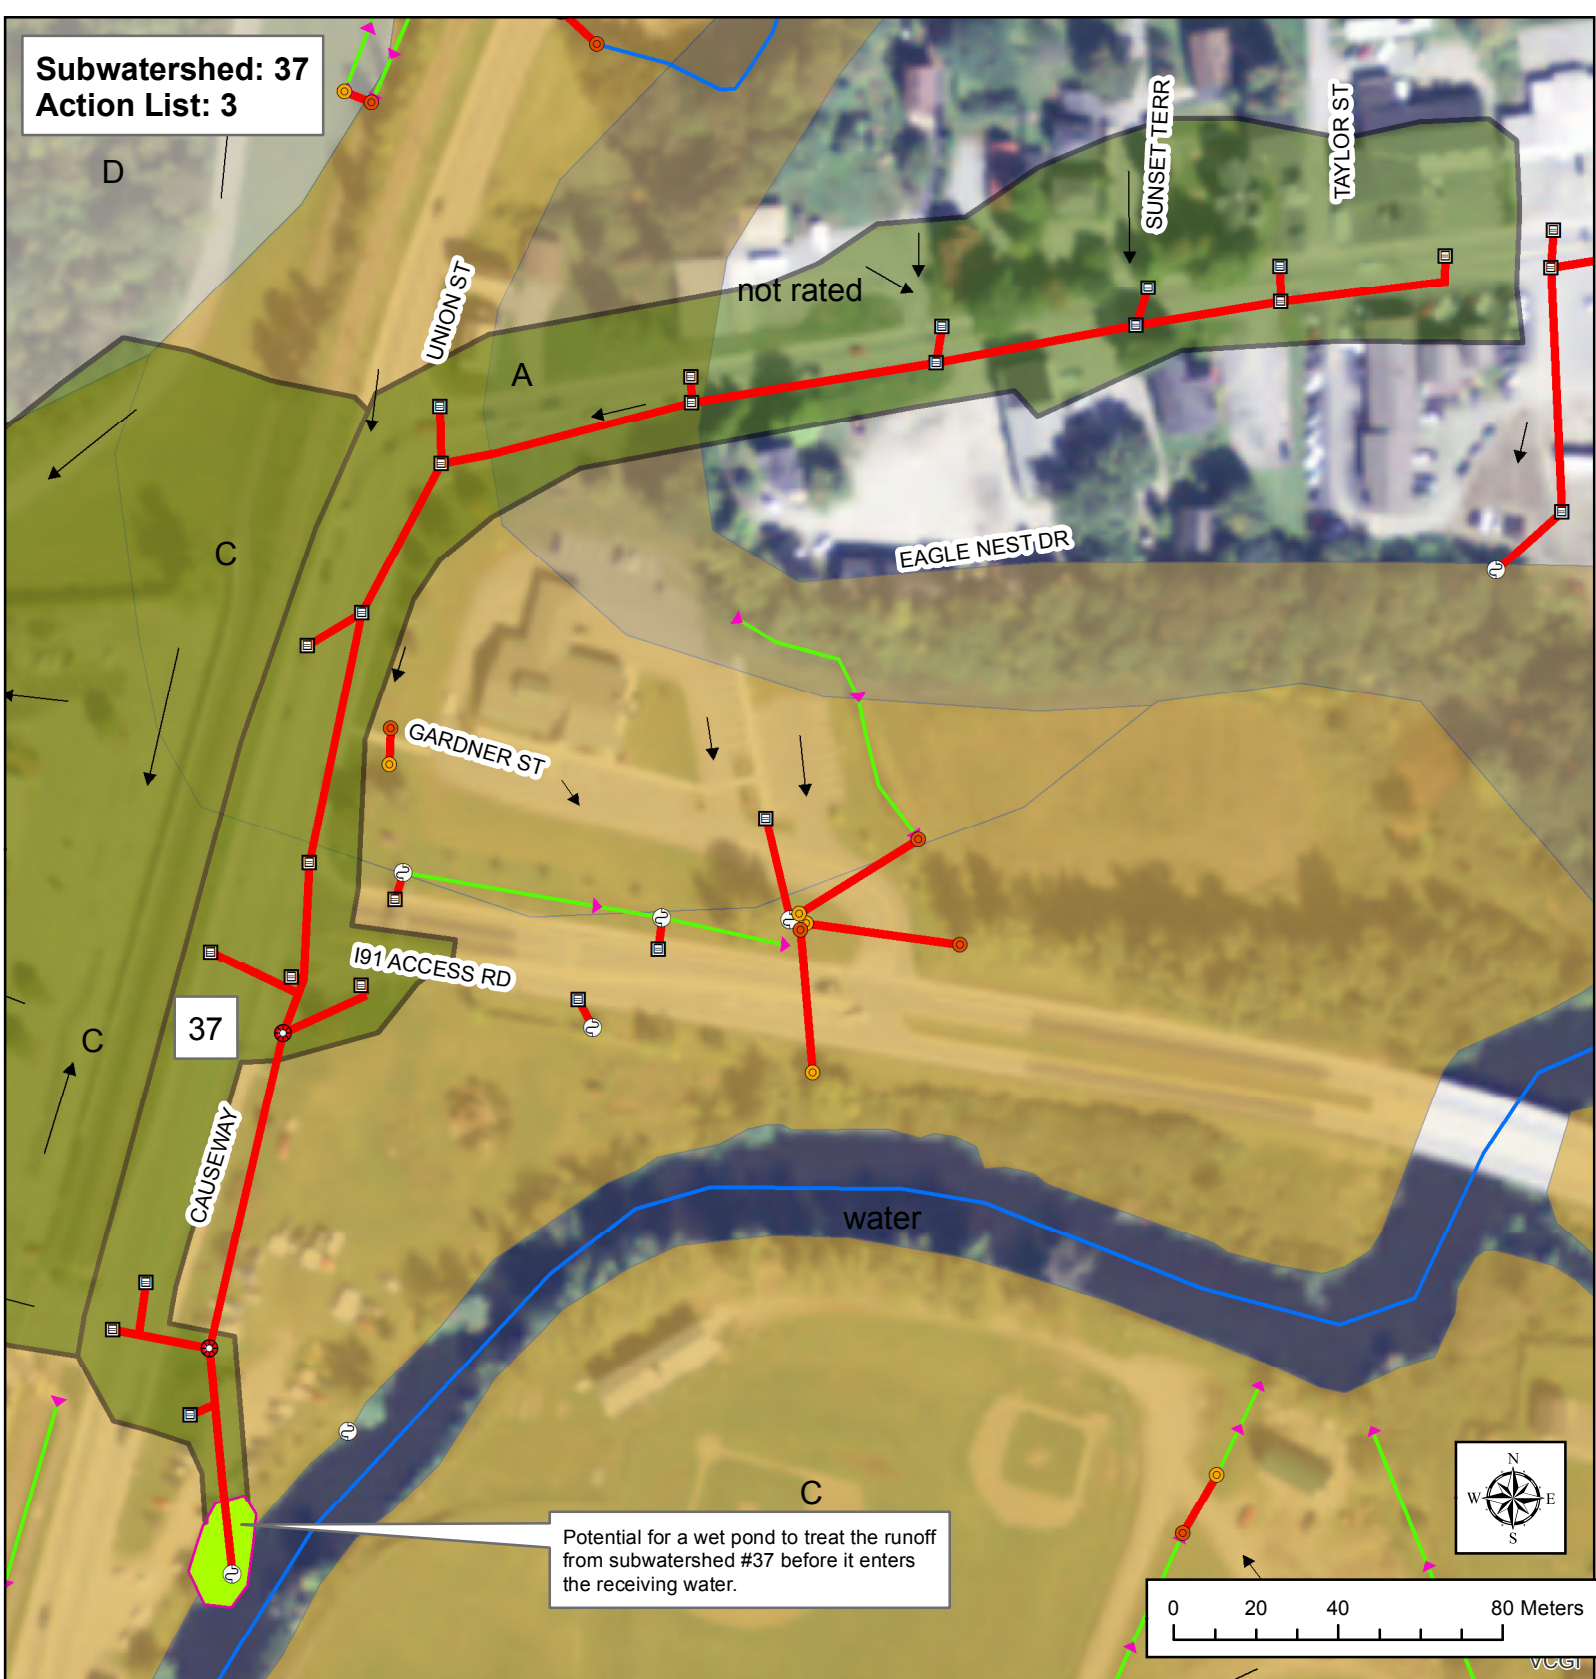 Subwatershed: 37
Action List: 3
D
SUNSET TERR
TAYLOR ST
UNION ST
not rated
A
C
EAGLE NEST DR
GARDNER ST
I91 ACCESS RD
37
C
CAUSEWAY
water
C
N
W E
S
Potential for a wet pond to treat the runoff
from subwatershed #37 before it enters
the receiving water.
0 20 40 80 Meters
VCGI